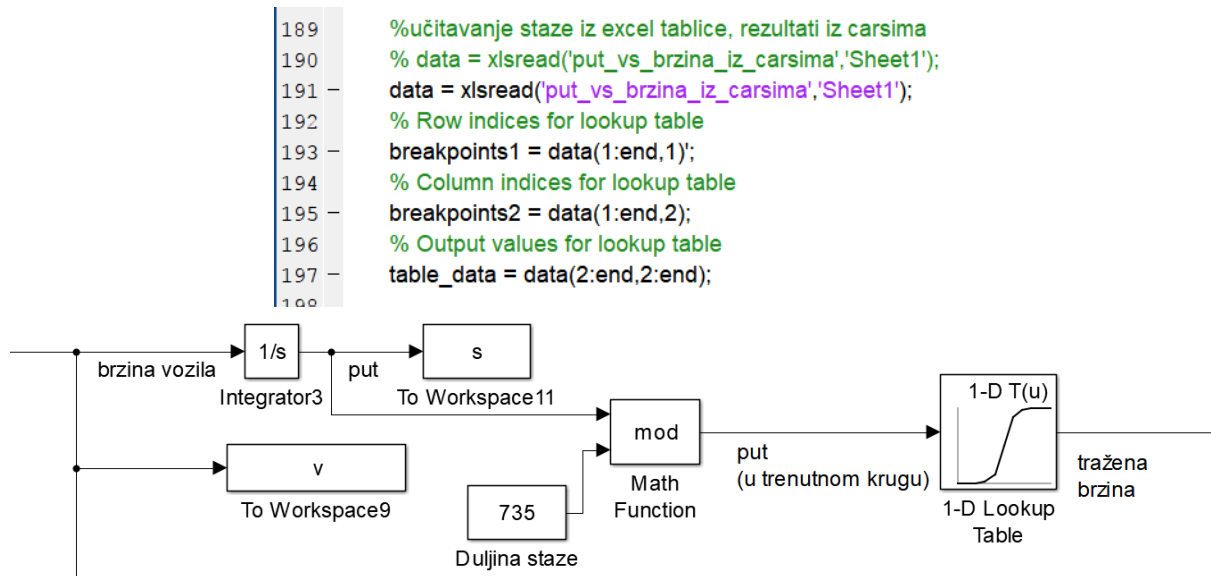 189 %učitavanje staze iz excel tablice, rezultati iz carsima
190 % data = xlsread('put_vs_brzina_iz_carsima','Sheet1');
191 – data = xlsread('put_vs_brzina_iz_carsima','Sheet1');
192 % Row indices for lookup table
193 – breakpoints1 = data(1:end,1)';
194 % Column indices for lookup table
195 – breakpoints2 = data(1:end,2);
196 % Output values for lookup table
197 – table_data = data(2:end,2:end);
198
brzina vozila
1/s
Integrator3
put
s
To Workspace11
v
To Workspace9
mod
Math
Function
735
Duljina staze
put
(u trenutnom krugu)
1-D T(u)
1-D Lookup
Table
tražena
brzina